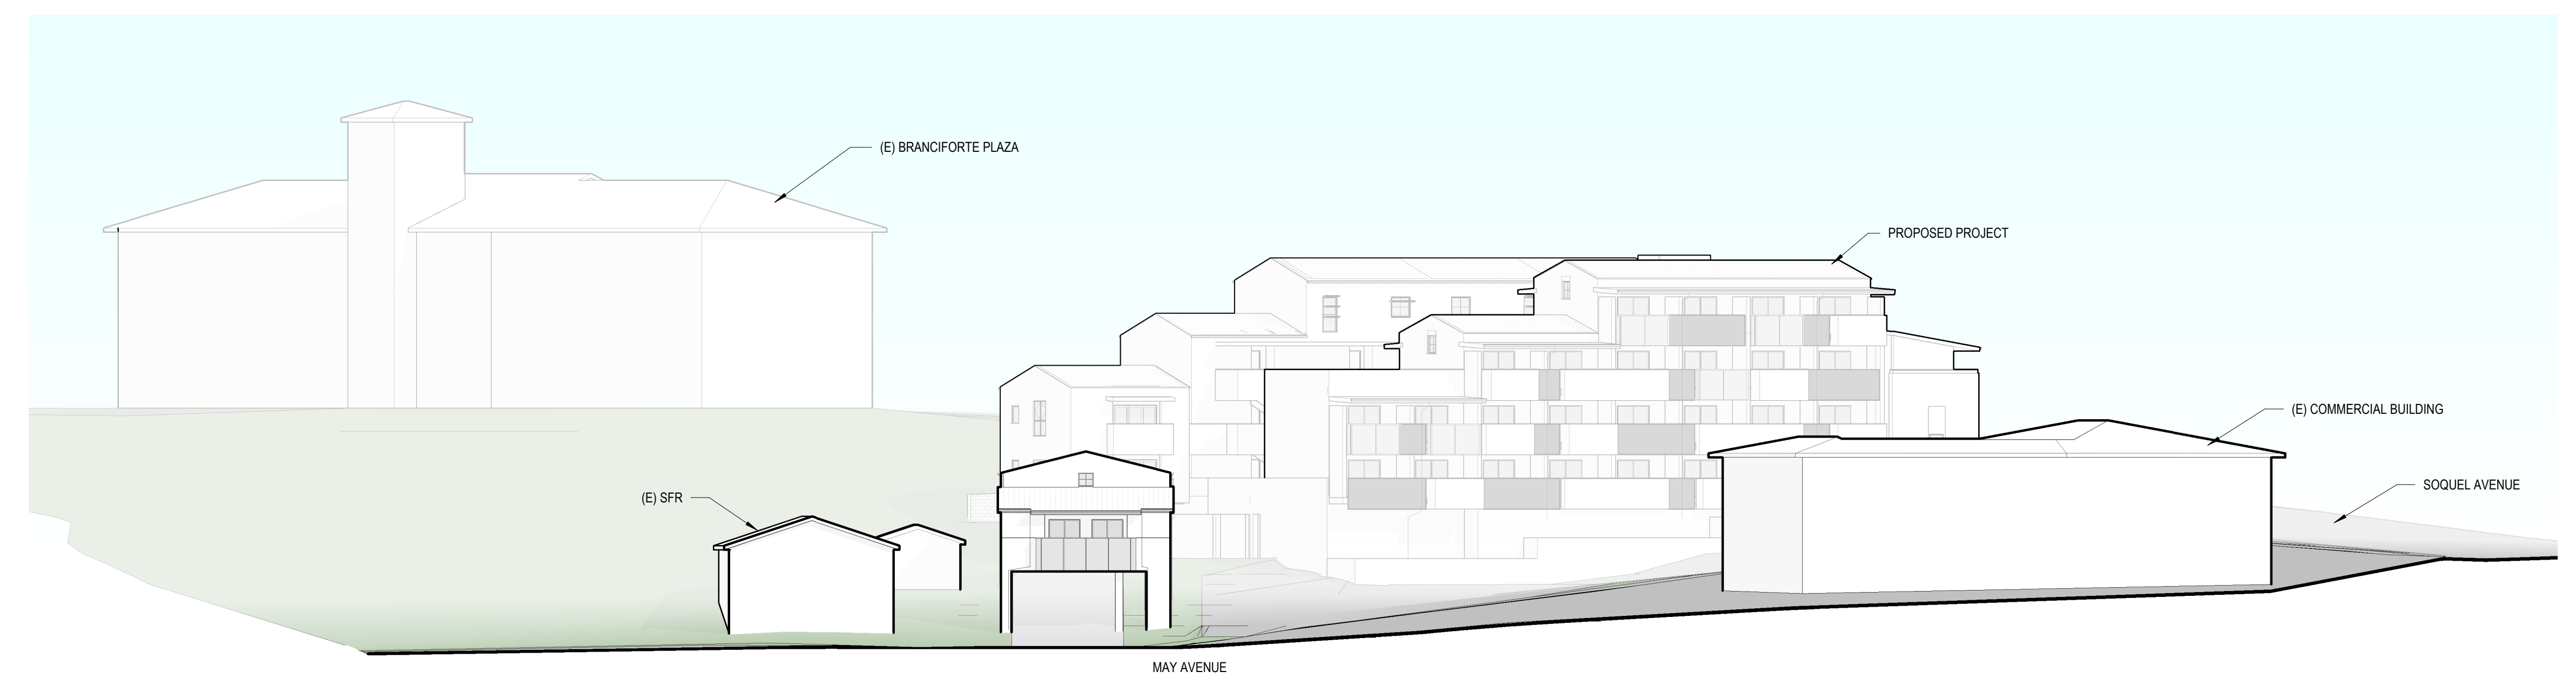 (E) BRANCIFORTE PLAZA
PROPOSED PROJECT
(E) COMMERCIAL BUILDING
SOQUEL AVENUE
(E) SFR
MAY AVENUE